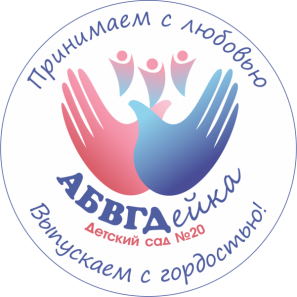 Принимаем с любовью
АБВГДейка
Детский сад №20
Выпускаем с гордостью!